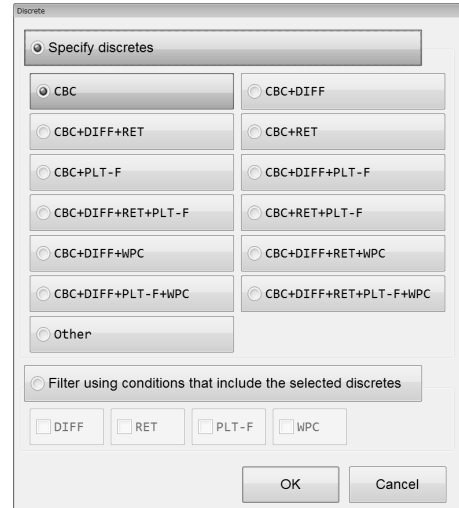 Discrete
Specify discretes
CBC
CBC+DIFF
CBC+DIFF+RET
CBC+RET
CBC+PLT-F
CBC+DIFF+PLT-F
CBC+DIFF+RET+PLT-F
CBC+RET+PLT-F
CBC+DIFF+WPC
CBC+DIFF+RET+WPC
CBC+DIFF+PLT-F+WPC
CBC+DIFF+RET+PLT-F+WPC
Other
Filter using conditions that include the selected discretes
DIFF
RET
PLT-F
WPC
OK
Cancel